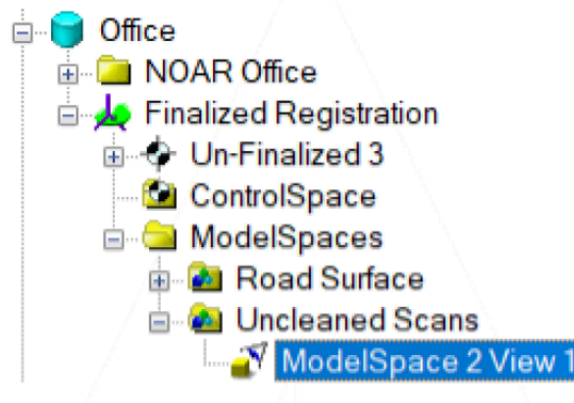 Office
NOAR Office
Finalized Registration
Un-Finalized 3
ControlSpace
ModelSpaces
Road Surface
Uncleaned Scans
ModelSpace 2 View 1